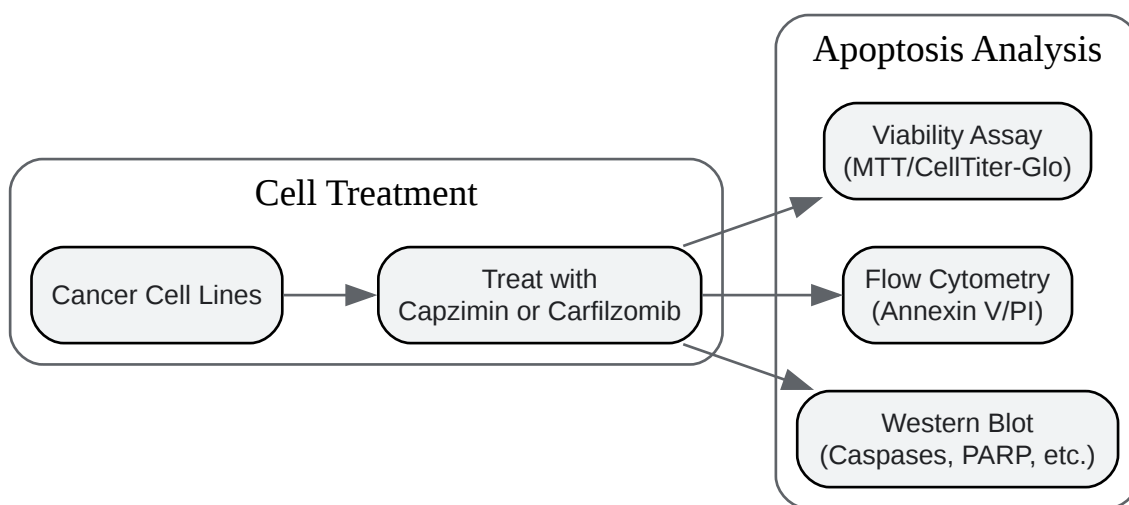 Cell Treatment
Cancer Cell Lines
Treat with
Capzimin or Carfilzomib
Apoptosis Analysis
Viability Assay
(MTT/CellTiter-Glo)
Flow Cytometry
(Annexin V/PI)
Western Blot
(Caspases, PARP, etc.)